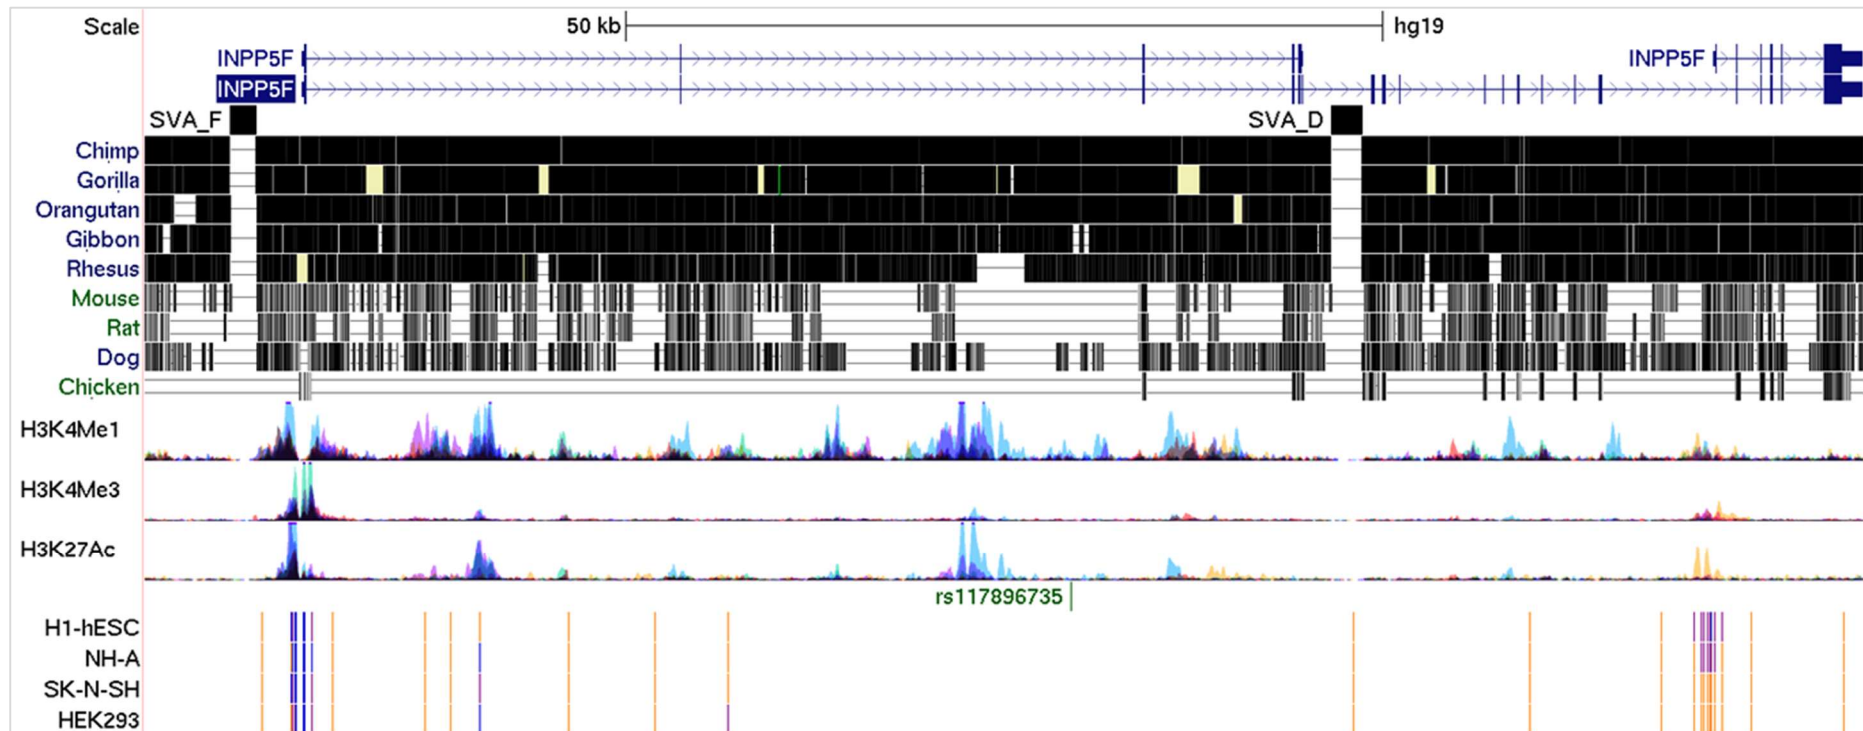 Scale 50 kb hg19
INPP5F INPP5F
INPP5F
SVA_F SVA_D
Chimp
Gorilla
Orangutan
Gibbon
Rhesus
Mouse
Rat
Dog
Chicken
H3K4Me1
H3K4Me3
H3K27Ac
rs117896735
H1-hESC
NH-A
SK-N-SH
HEK293